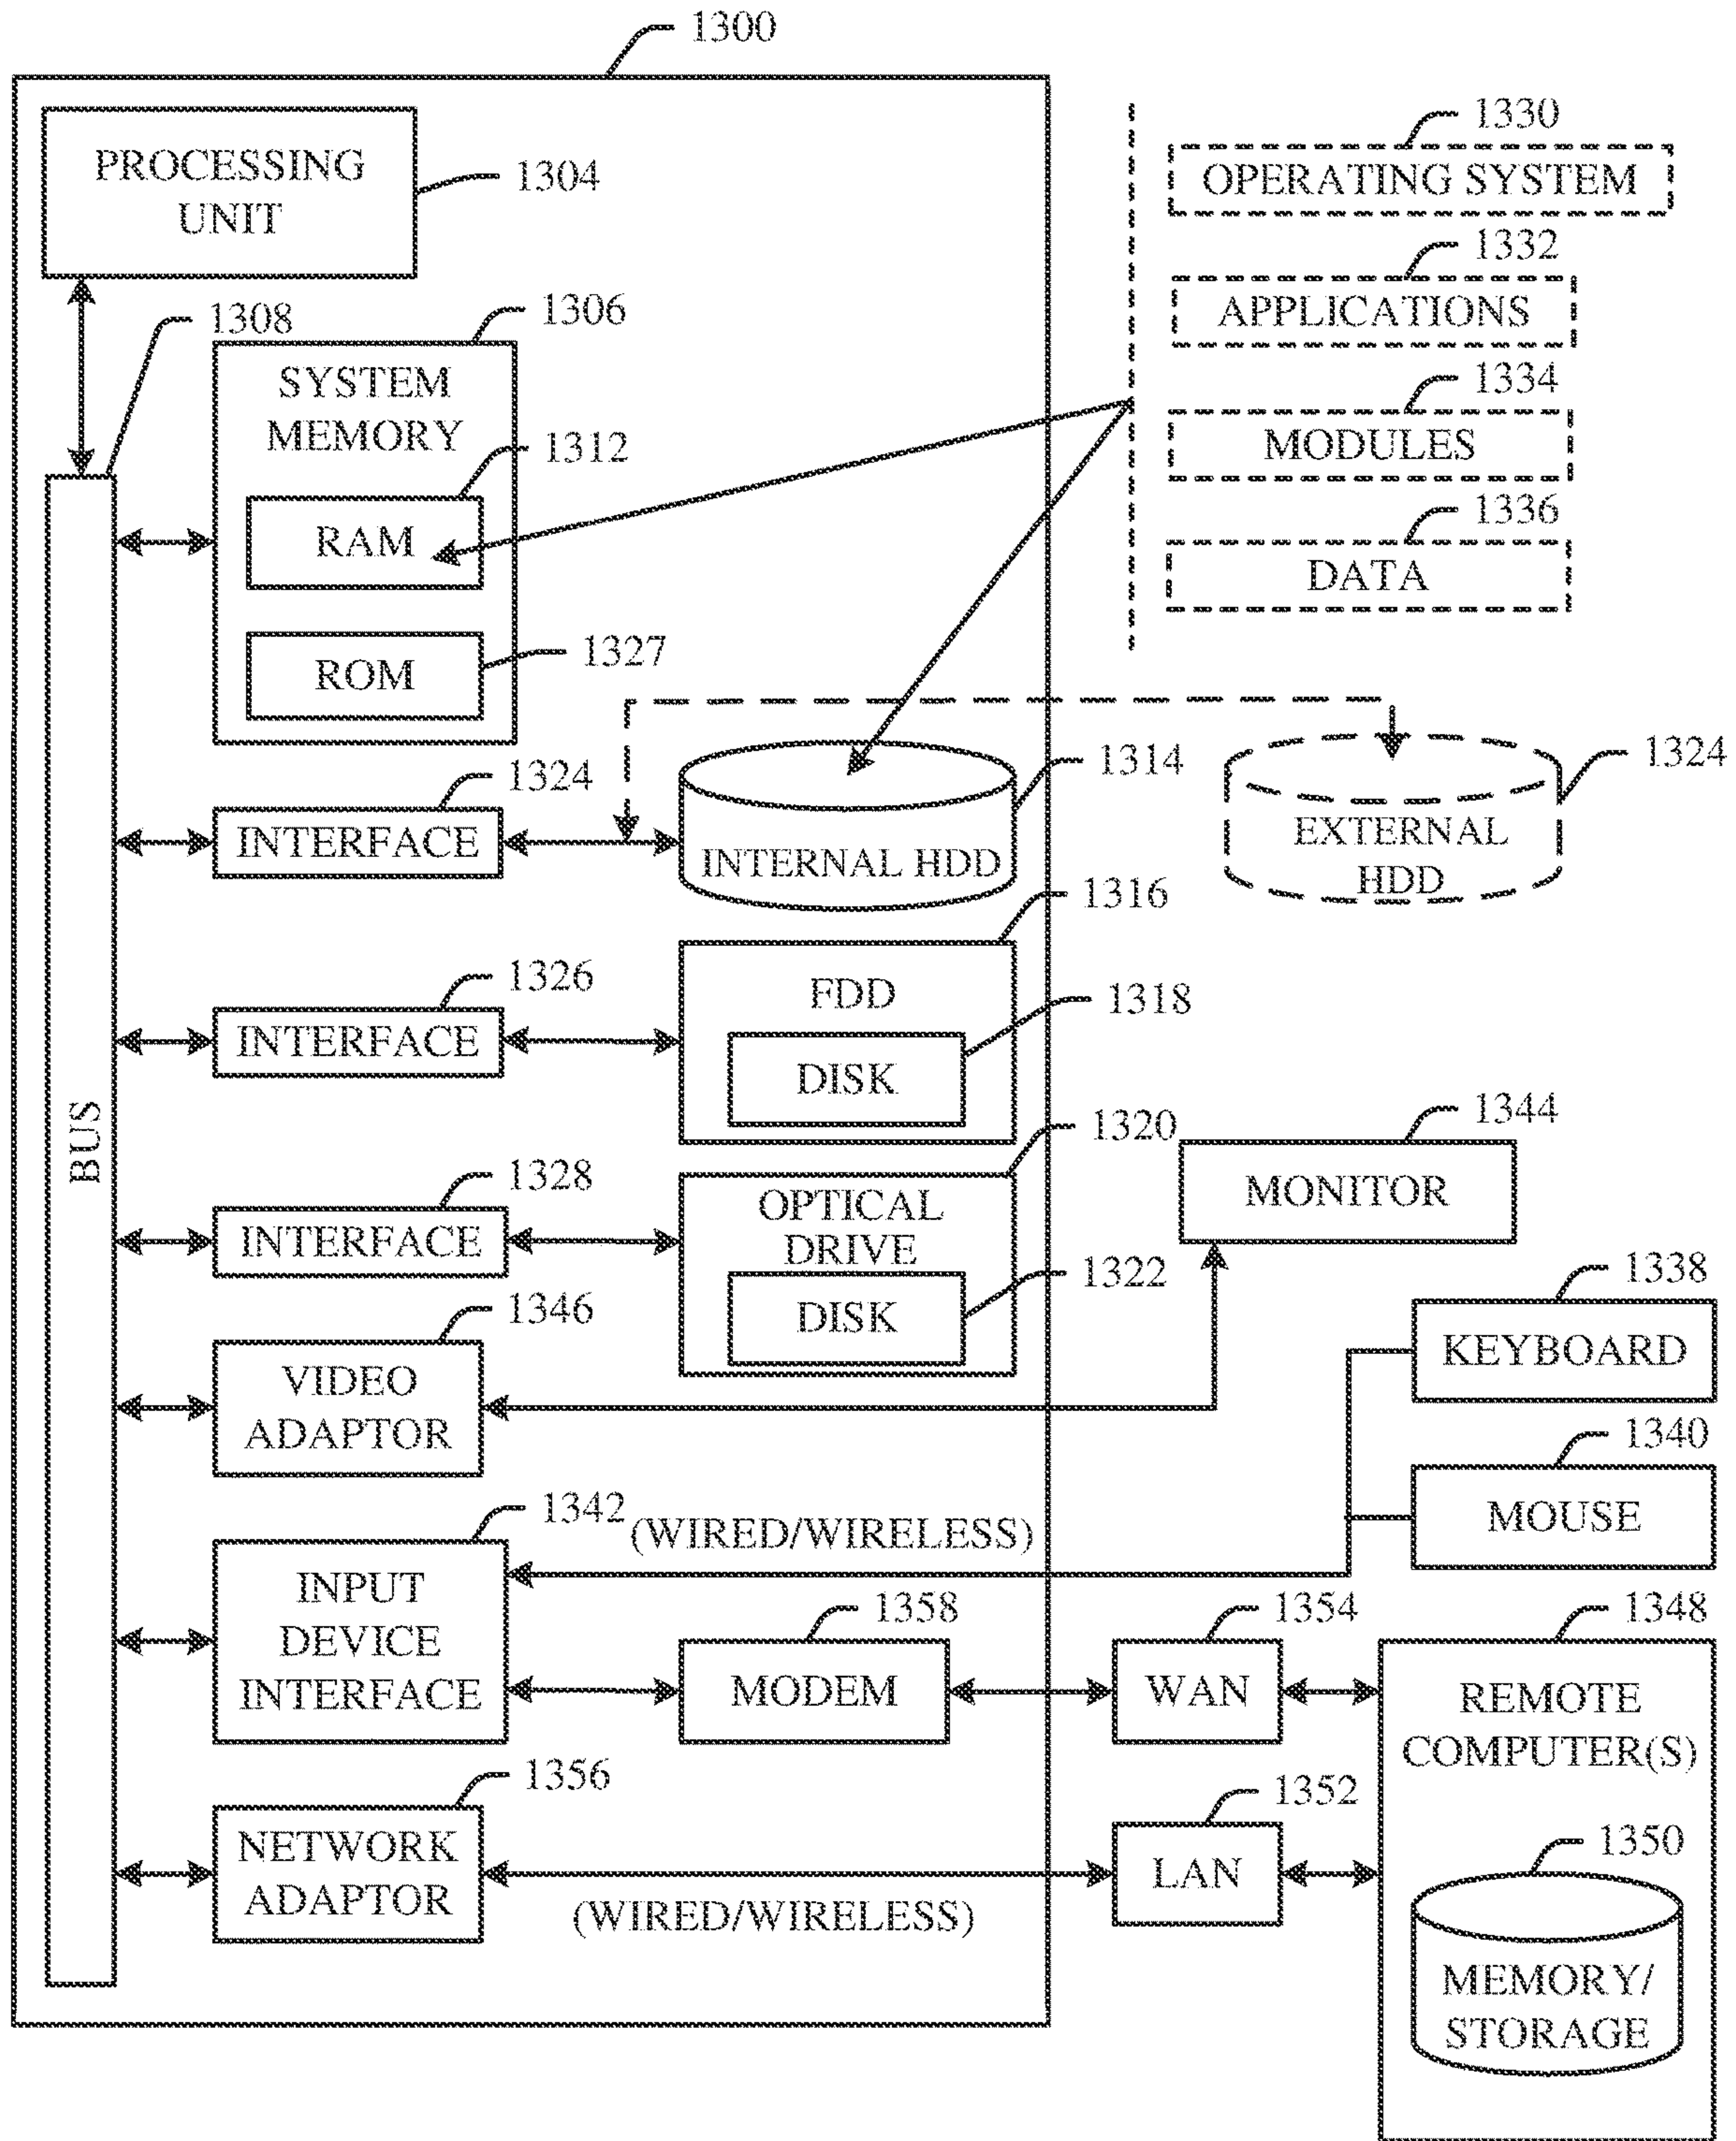 1300
PROCESSING
UNIT
1304
1330
OPERATING SYSTEM
1332
APPLICATIONS
1334
MODULES
1336
DATA
1308
1306
SYSTEM
MEMORY
1312
RAM
1327
ROM
1324
INTERFACE
1314
INTERNAL HDD
1324
EXTERNAL
HDD
1316
FDD
1318
DISK
1326
INTERFACE
BUS
1320
OPTICAL
DRIVE
1322
DISK
1328
INTERFACE
1344
MONITOR
1346
VIDEO
ADAPTOR
1338
KEYBOARD
1340
MOUSE
1342
(WIRED/WIRELESS)
INPUT
DEVICE
INTERFACE
1358
MODEM
1354
WAN
1348
REMOTE
COMPUTER(S)
1356
NETWORK
ADAPTOR
(WIRED/WIRELESS)
1352
LAN
1350
MEMORY/
STORAGE